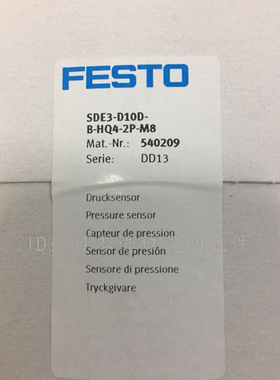 FESTO
SDE3-D10D-
B-HQ4-2P-M8
Mat.-Nr.: 540209
Serie: DD13
Drucksensor
Pressure sensor
Capteur de pression
Sensor de presión
Sensore di pressione
Tryckgivare